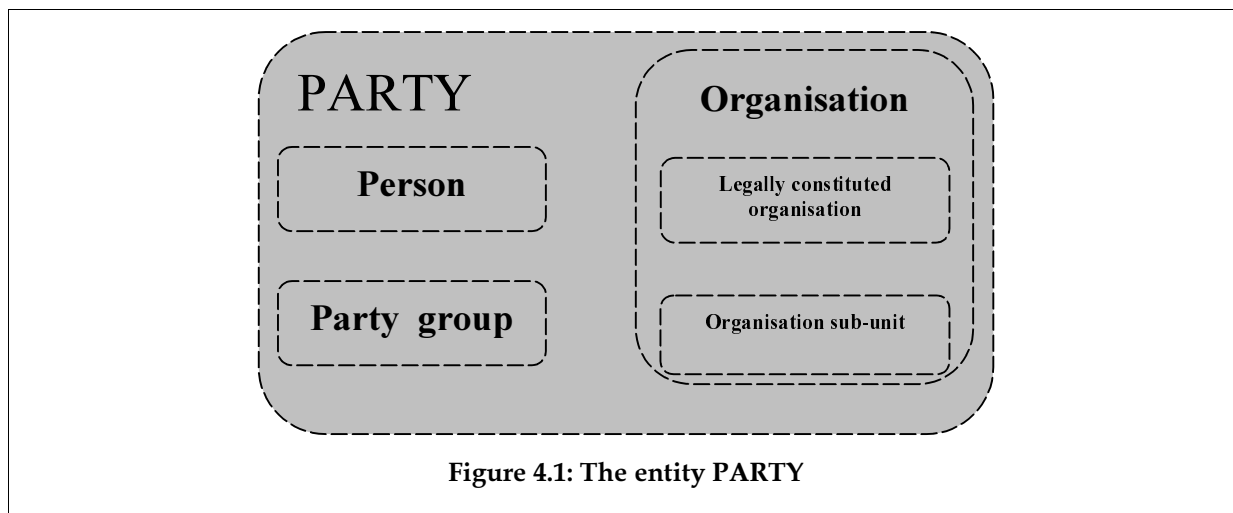 PARTY
Person
Party group
Organisation
Legally constituted
organisation
Organisation sub-unit
Figure 4.1: The entity PARTY